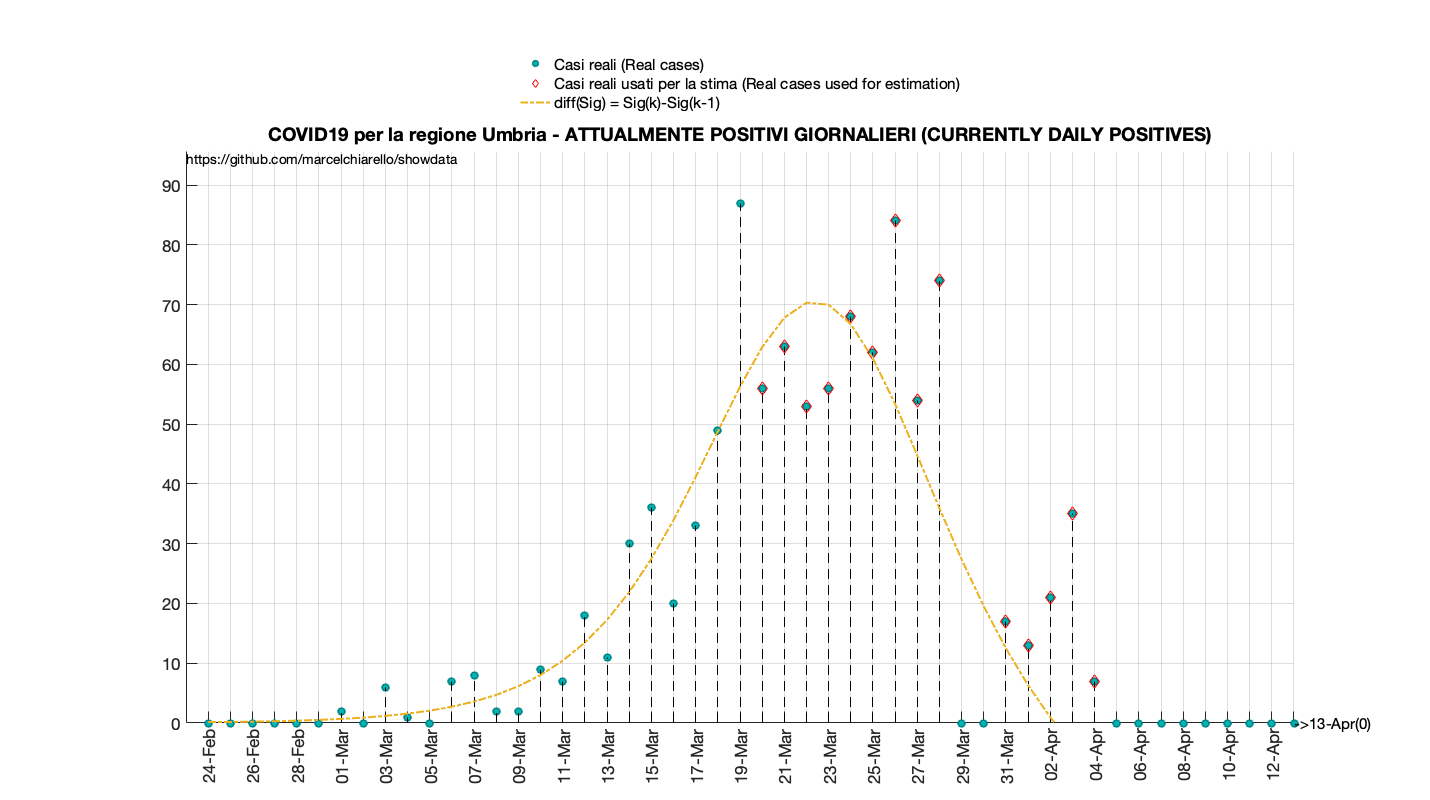 Casi reali (Real cases)
Casi reali usati per la stima (Real cases used for estimation)
diff(Sig) = Sig(k)-Sig(k-1)
COVID19 per la regione Umbria - ATTUALMENTE POSITIVI GIORNALIERI (CURRENTLY DAILY POSITIVES)
https://github.com/marcelchiarello/showdata
90
80
70
60
50
40
30
20
10
0
->13-Apr(0)
24-Feb
26-Feb
28-Feb
01-Mar
03-Mar
05-Mar
07-Mar
09-Mar
11-Mar
13-Mar
15-Mar
17-Mar
19-Mar
21-Mar
23-Mar
25-Mar
27-Mar
29-Mar
31-Mar
02-Apr
04-Apr
06-Apr
08-Apr
10-Apr
12-Apr